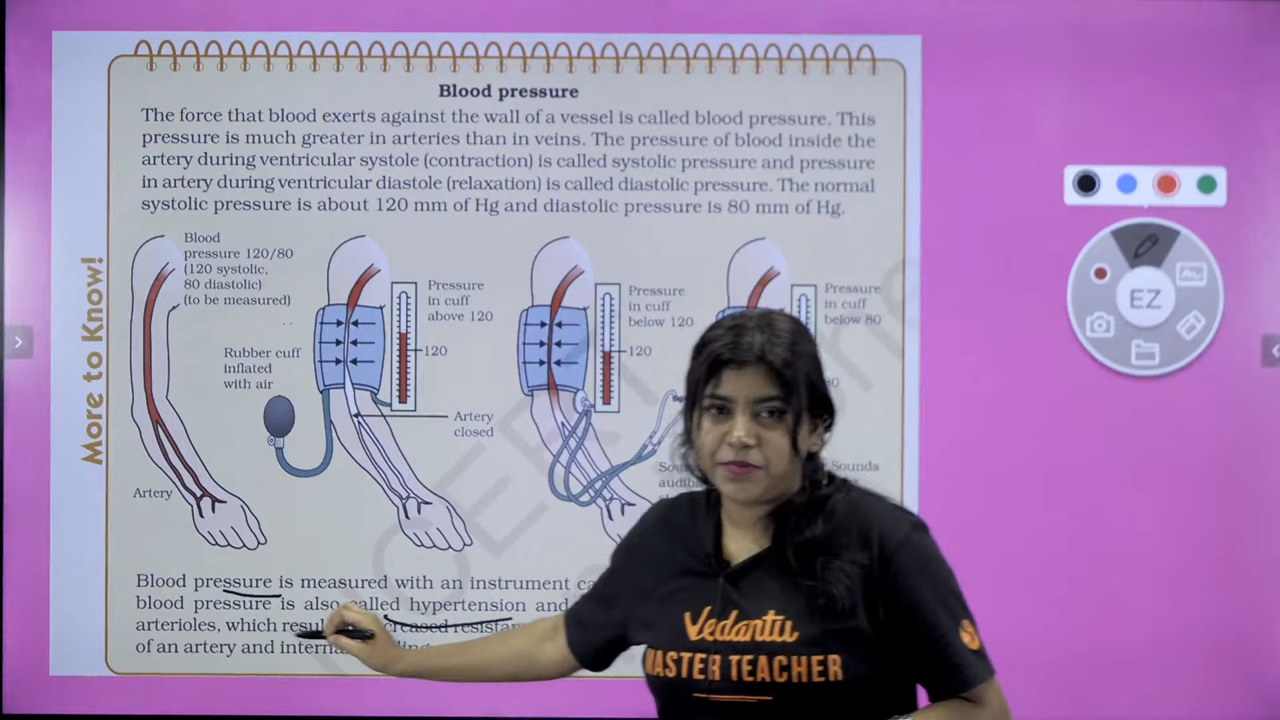 Blood pressure
The force that blood exerts against the wall of a vessel is called blood pressure. This
pressure is much greater in arteries than in veins. The pressure of blood inside the
artery during ventricular systole (contraction) is called systolic pressure and pressure
in artery during ventricular diastole (relaxation) is called diastolic pressure. The normal
systolic pressure is about 120 mm of Hg and diastolic pressure is 80 mm of Hg.
More to Know!
Blood
pressure 120/80
(120 systolic,
80 diastolic)
(to be measured)
Rubber cuff
inflated
with air
Artery
Pressure
in cuff
above 120
120
Artery
closed
Pressure
in cuff
below 120
120
Pressure
in cuff
below 80
Sounds
Blood pressure is measured with an instrument
blood pressure is also called hypertension and
arterioles, which
of an artery and
EZ
Vedantu
MASTER TEACHER